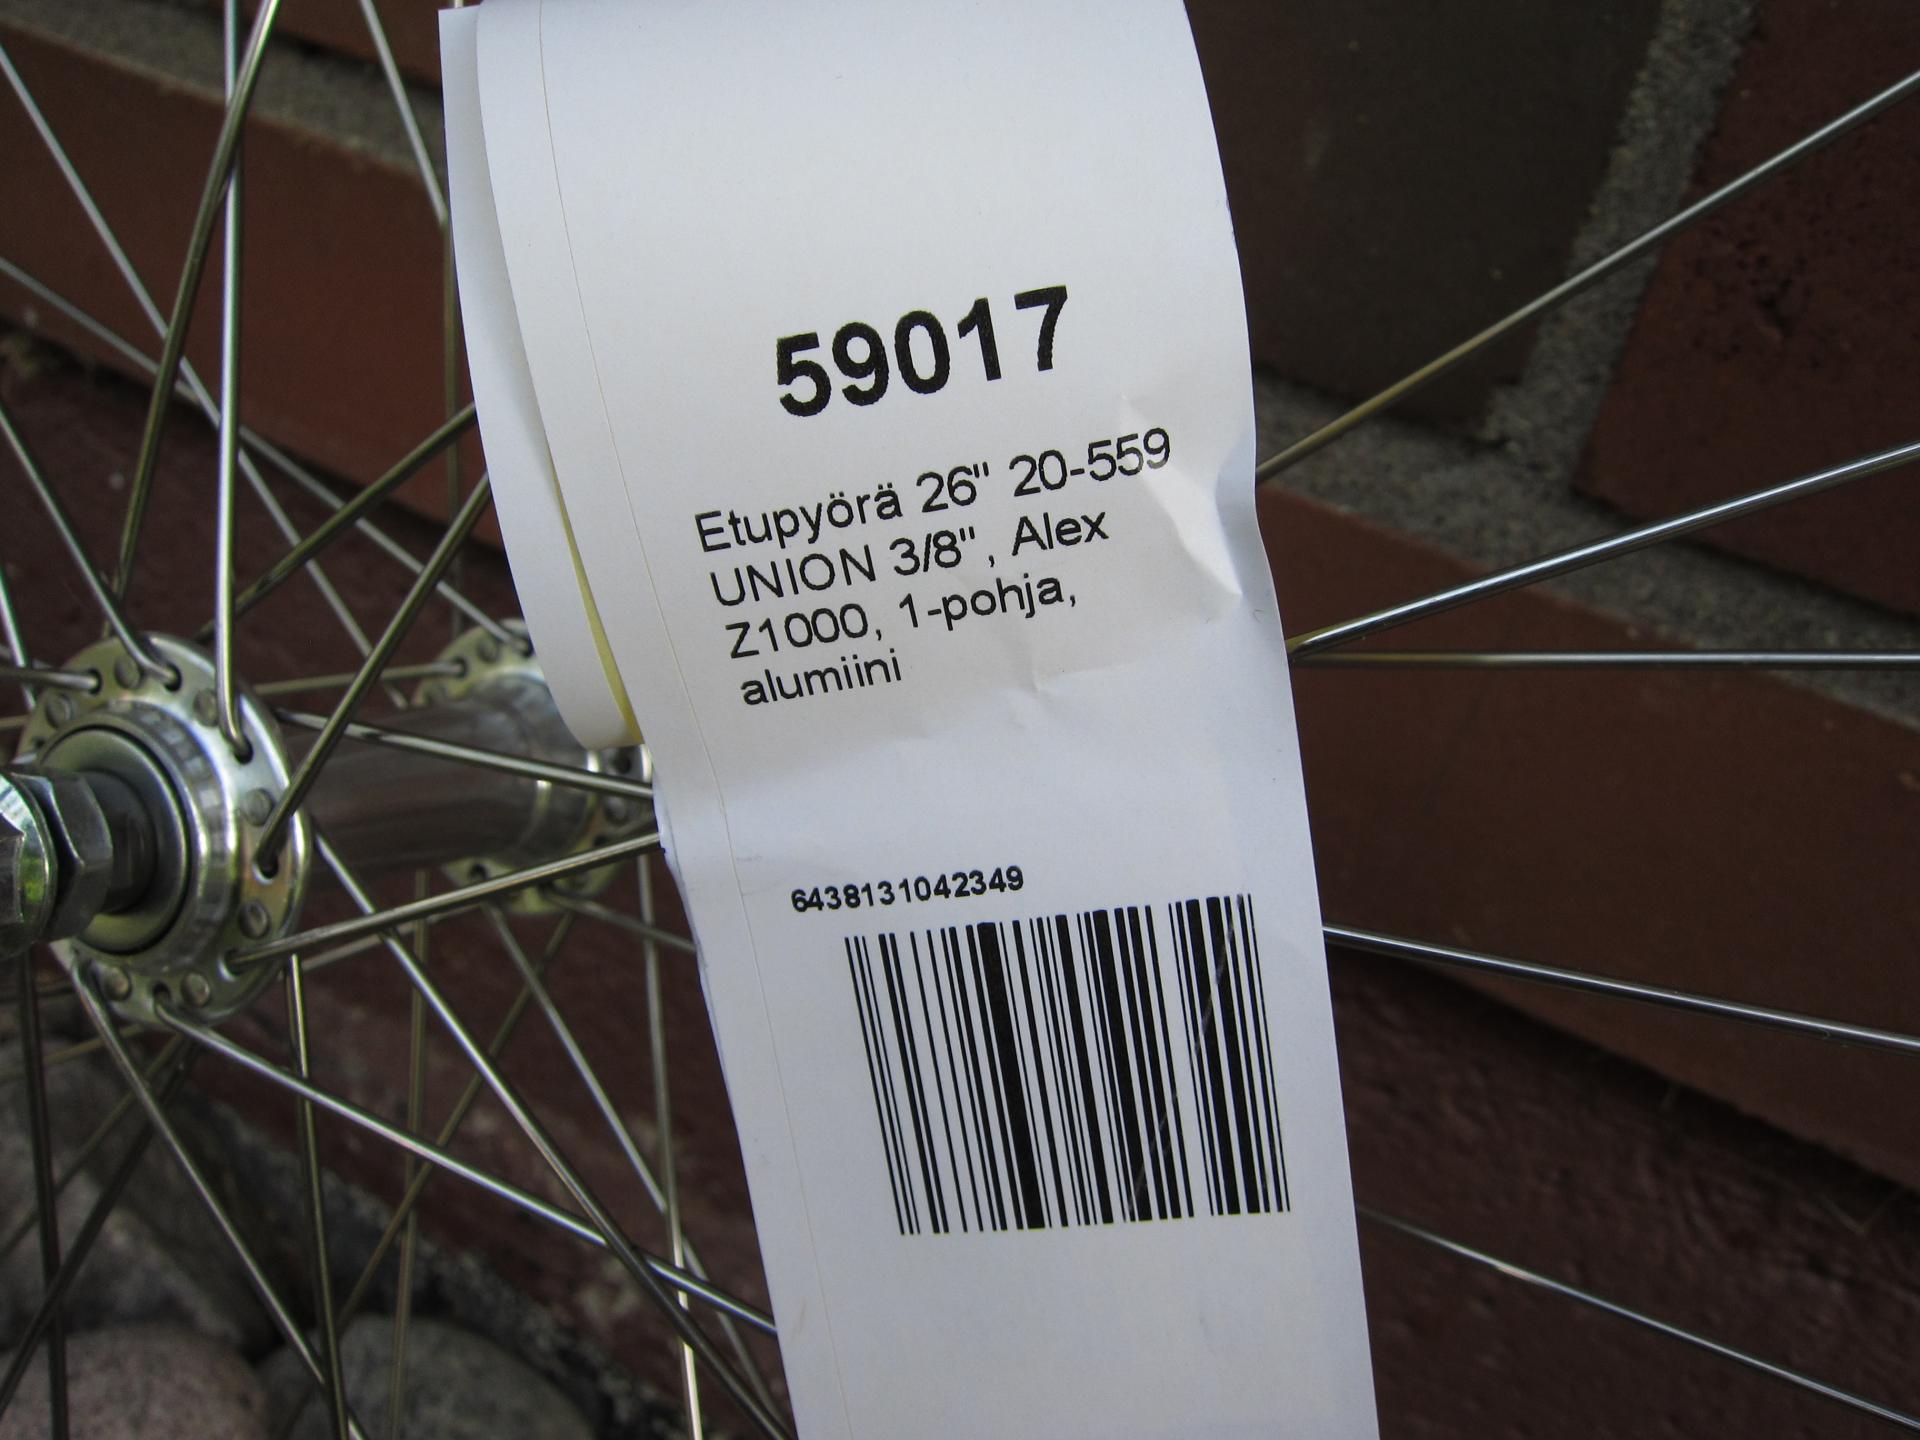 59017
Etupyörä 26" 20-559
UNION 3/8", Alex
Z1000, 1-pohja,
alumiini
6438131042349